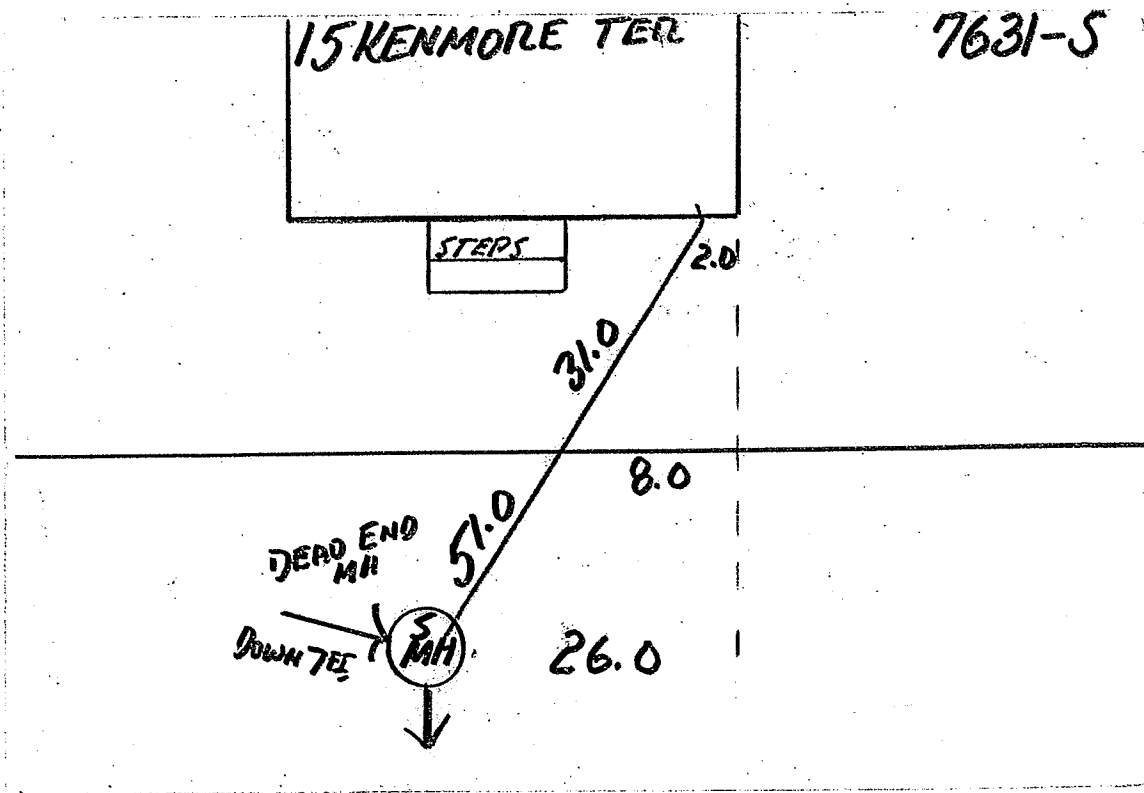 15 KENMORE TER
7631-S
STEPS
2.0
31.0
8.0
51.0
DEAD END
MH
DOWN TEE
S
MH
26.0